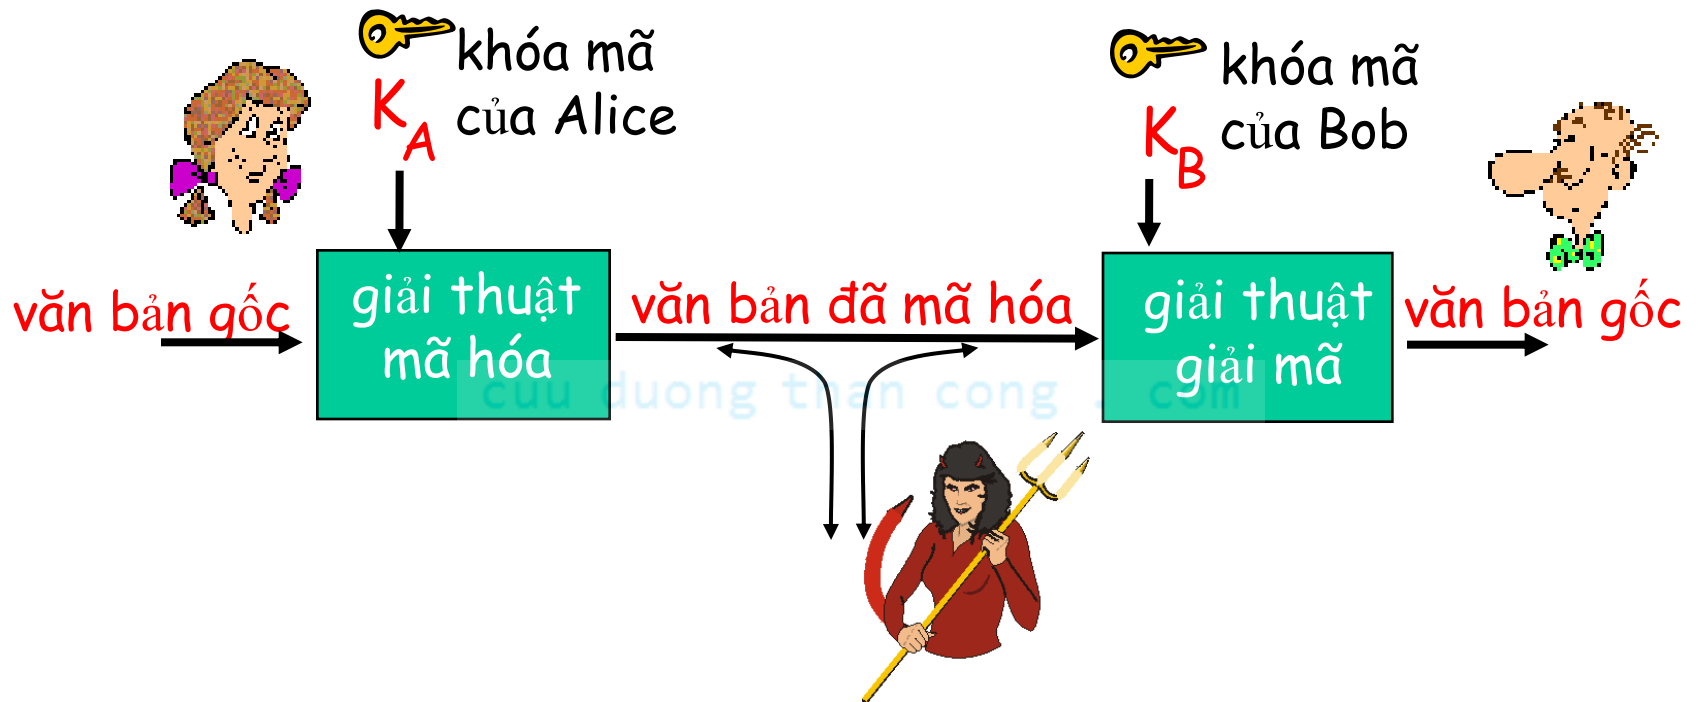 khóa mã
của Alice
K
A
khóa mã
của Bob
K
B
văn bản gốc
giải thuật
mã hóa
văn bản đã mã hóa
giải thuật
giải mã
văn bản gốc
cuu duong than cong . com